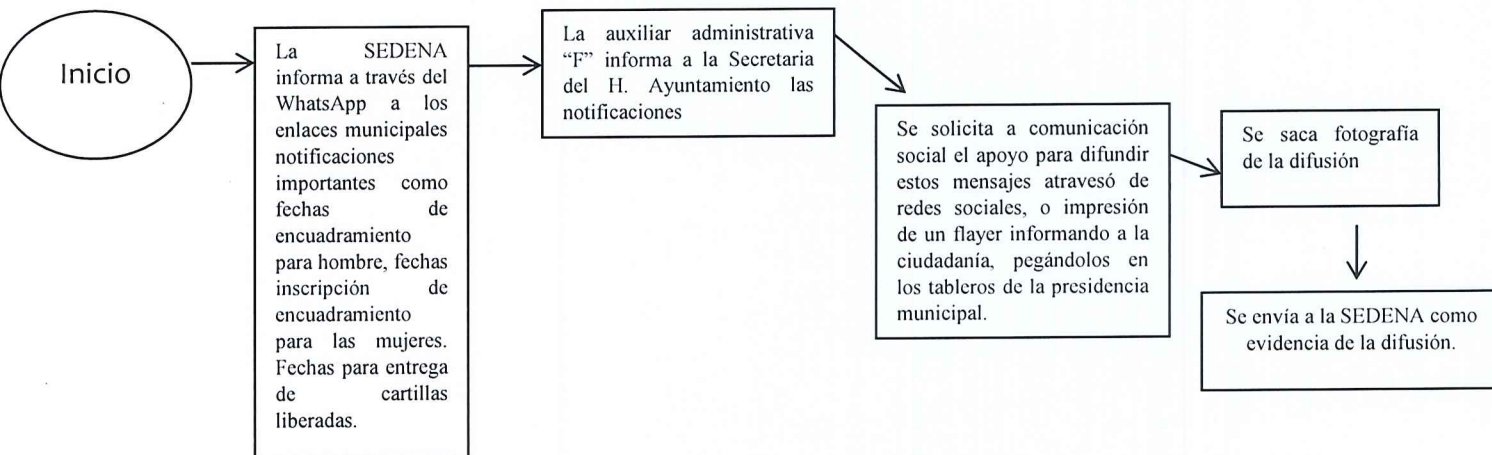 Inicio
La SEDENA
informa a través del
WhatsApp a los
enlaces municipales
notificaciones
importantes como
fechas de
encuadramiento
para hombre, fechas
inscripción de
encuadramiento
para las mujeres.
Fechas para entrega
de cartillas
liberadas.
La auxiliar administrativa
“F” informa a la Secretaria
del H. Ayuntamiento las
notificaciones
Se solicita a comunicación
social el apoyo para difundir
estos mensajes atravesó de
redes sociales, o impresión
de un flayer informando a la
ciudadanía, pegándolos en
los tableros de la presidencia
municipal.
Se saca fotografía
de la difusión
Se envía a la SEDENA como
evidencia de la difusión.